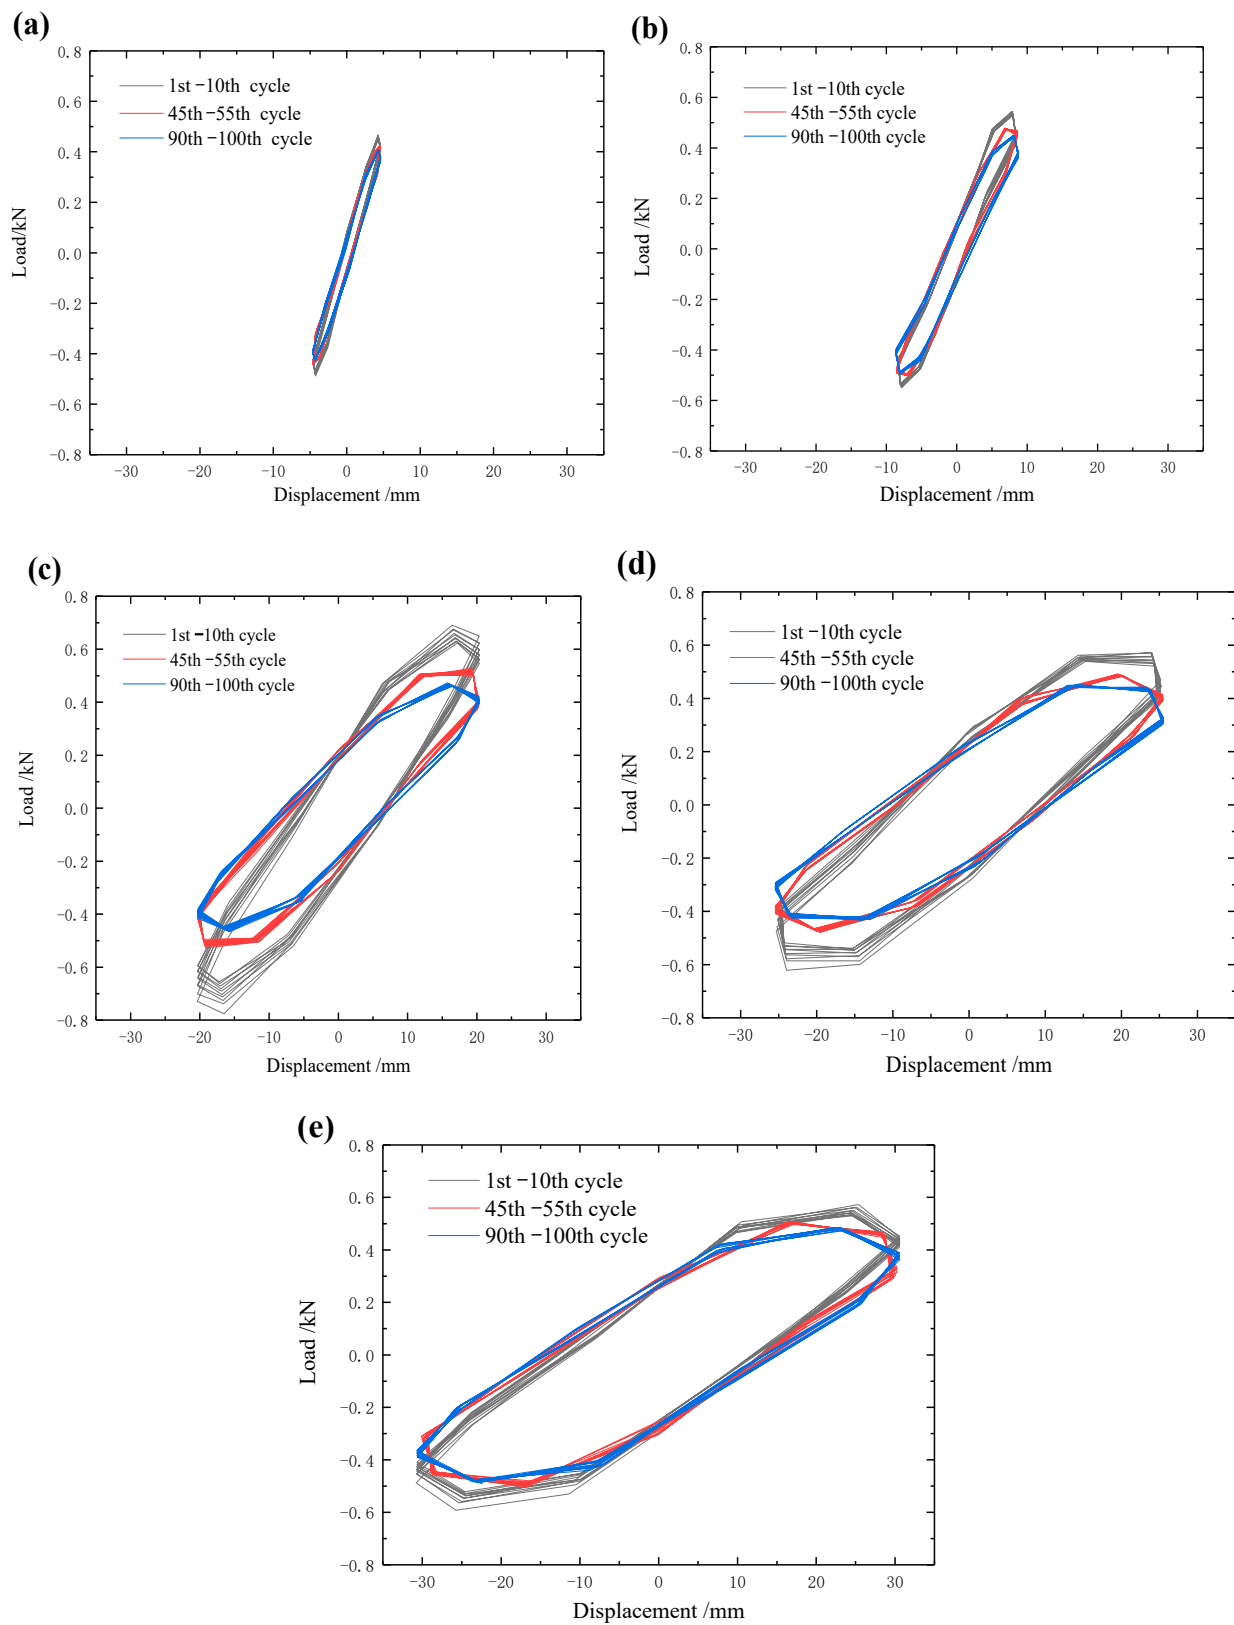 (a)
0.8
0.6
0.4
0.2
0.0
-0.2
-0.4
-0.6
-0.8
Load/kN
1st -10th cycle
45th -55th cycle
90th -100th cycle
-30 -20 -10 0 10 20 30
Displacement /mm
(b)
0.8
0.6
0.4
0.2
0.0
-0.2
-0.4
-0.6
-0.8
Load /kN
1st -10th cycle
45th -55th cycle
90th -100th cycle
-30 -20 -10 0 10 20 30
Displacement /mm
(c)
0.8
0.6
0.4
0.2
0.0
-0.2
-0.4
-0.6
-0.8
Load /kN
1st -10th cycle
45th -55th cycle
90th -100th cycle
-30 -20 -10 0 10 20 30
Displacement /mm
(d)
0.8
0.6
0.4
0.2
0.0
-0.2
-0.4
-0.6
-0.8
Load /kN
1st -10th cycle
45th -55th cycle
90th -100th cycle
-30 -20 -10 0 10 20 30
Displacement /mm
(e)
0.8
0.6
0.4
0.2
0.0
-0.2
-0.4
-0.6
-0.8
Load /kN
1st -10th cycle
45th -55th cycle
90th -100th cycle
-30 -20 -10 0 10 20 30
Displacement /mm